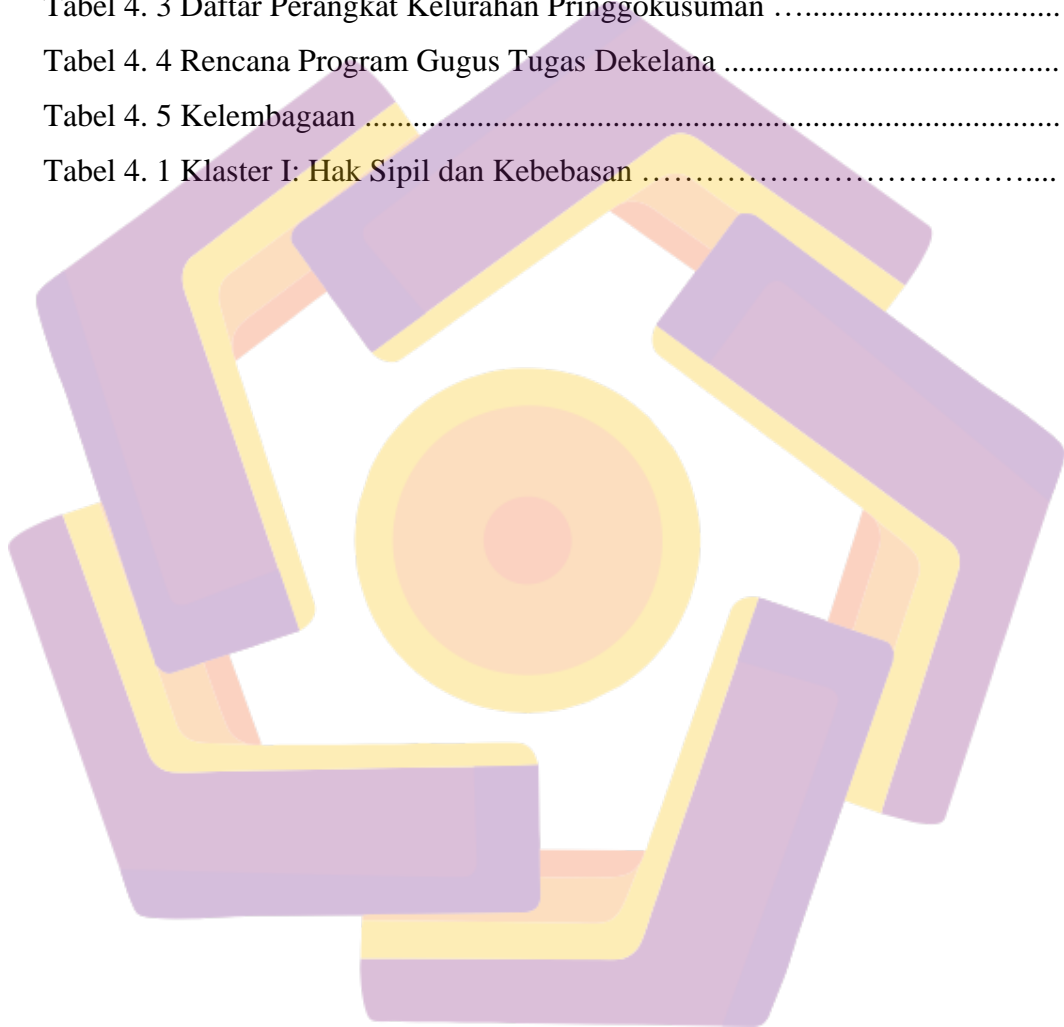 Tabel 4. 3 Daftar Perangkat Kelurahan Pringgokusuman …................................
Tabel 4. 4 Rencana Program Gugus Tugas Dekelana ..........................................
Tabel 4. 5 Kelembagaan .......................................................................................
Tabel 4. 1 Klaster I: Hak Sipil dan Kebebasan ………………………………....